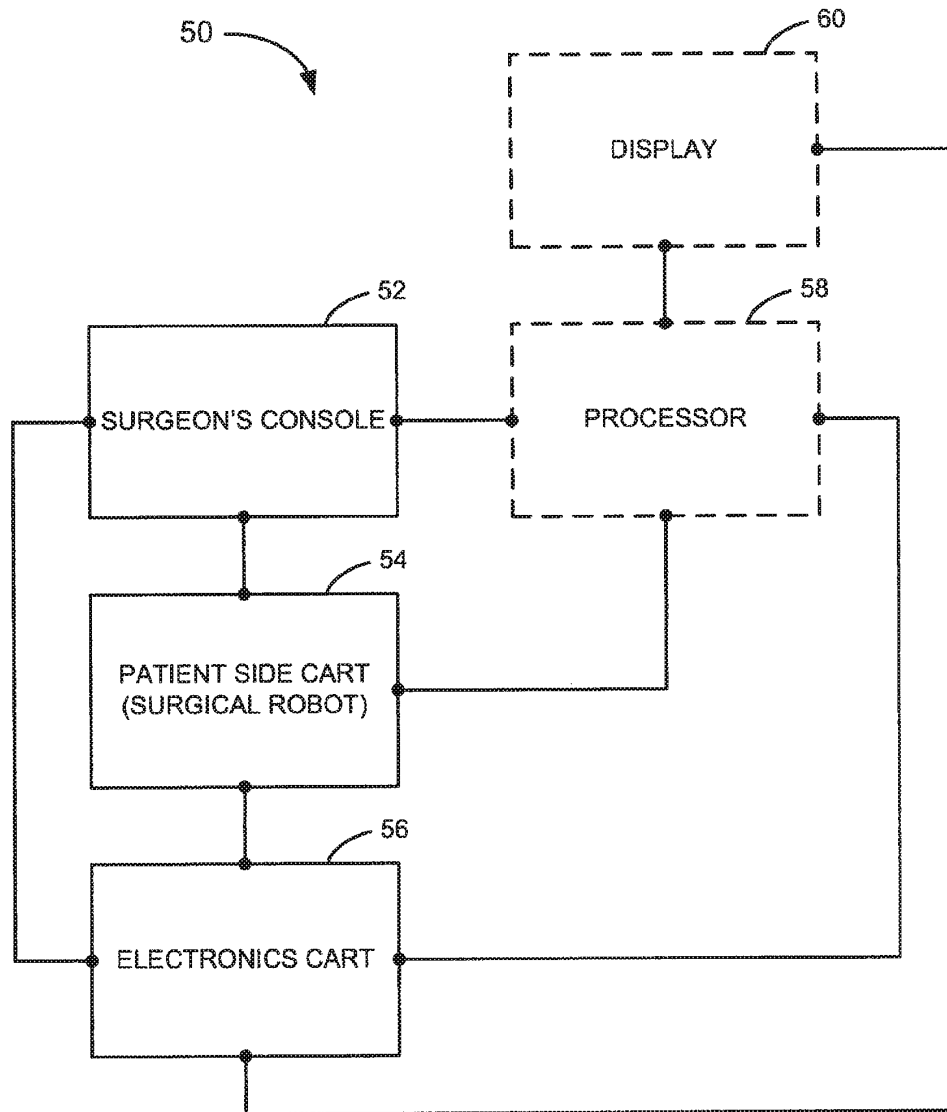 50
60
DISPLAY
52
58
SURGEON'S CONSOLE
PROCESSOR
54
PATIENT SIDE CART
(SURGICAL ROBOT)
56
ELECTRONICS CART